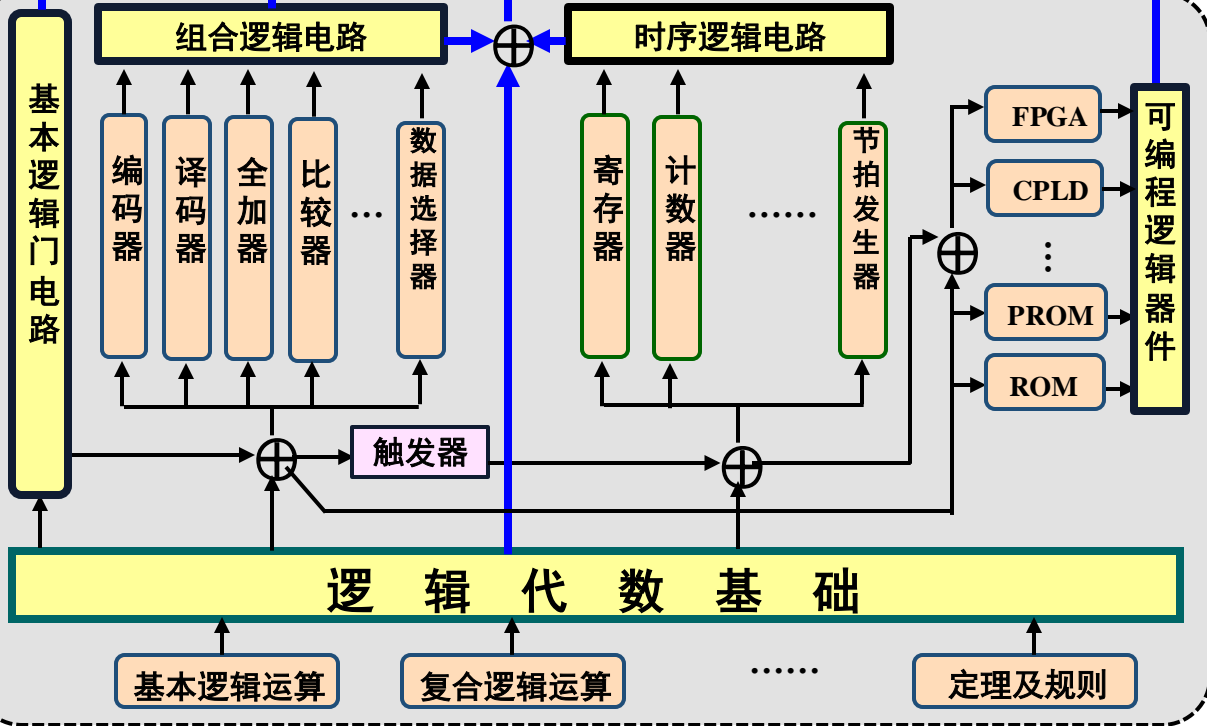 组合逻辑电路
时序逻辑电路
基本逻辑门电路
编码器
译码器
全加器
比较器
…
数据选择器
寄存器
计数器
……
节拍发生器
FPGA
CPLD
…
PROM
ROM
可编程逻辑器件
触发器
逻辑代数基础
基本逻辑运算
复合逻辑运算
……
定理及规则